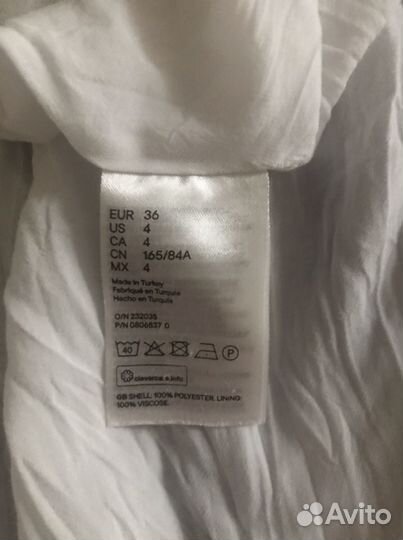 EUR 36
US 4
CA 4
CN 165/84A
MX 4
Made in Turkey
Fabriqué en Turquie
Hecho en Turquía
O/N 232035
P/N 0806637 0
40 P
clevercare.info
GB SHELL: 100% POLYESTER. LINING:
100% VISCOSE.
Avito